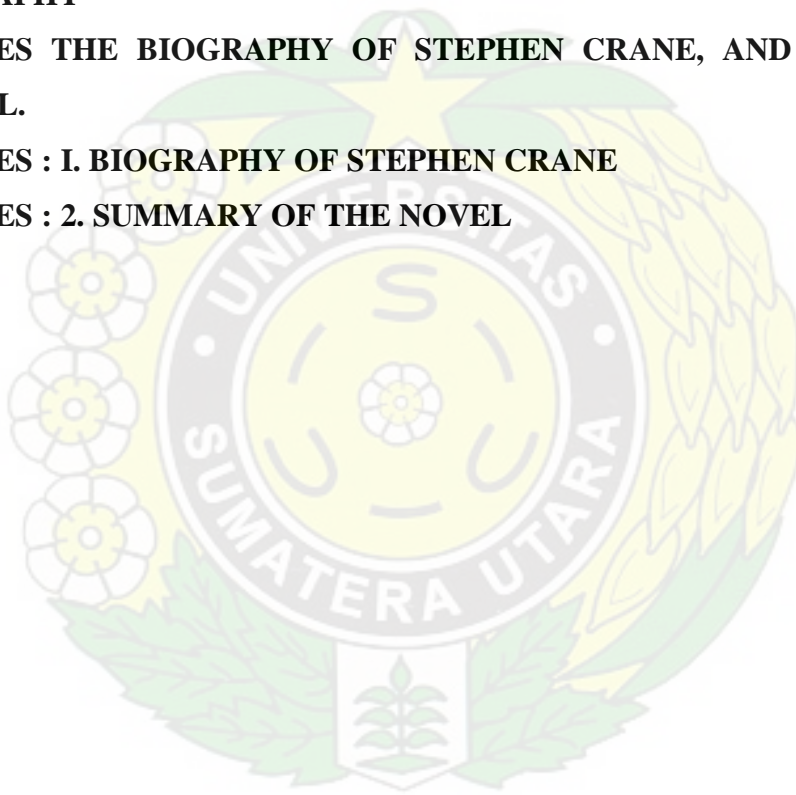 ES THE BIOGRAPHY OF STEPHEN CRANE, AND
L.
ES : I. BIOGRAPHY OF STEPHEN CRANE
ES : 2. SUMMARY OF THE NOVEL
UNIVERSITAS
S
U U
SUMATERA UTARA